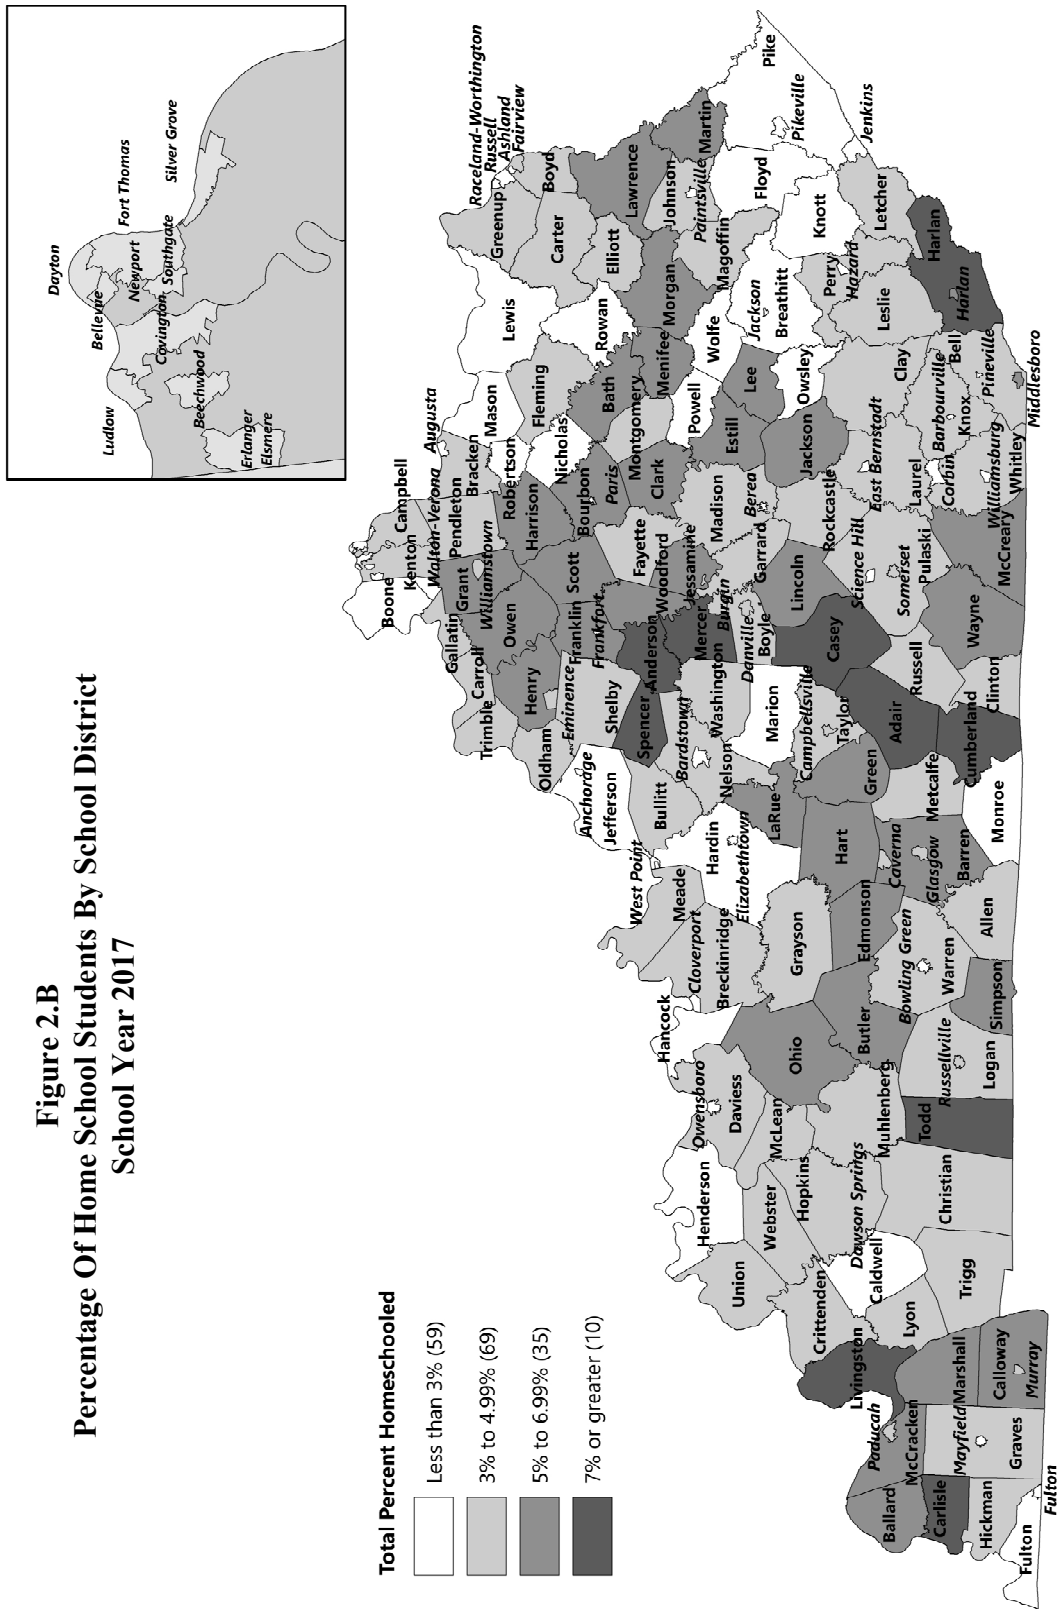 Figure 2.B
Percentage Of Home School Students By School District
School Year 2017
Total Percent Homeschooled
Less than 3% (59)
3% to 4.99% (69)
5% to 6.99% (35)
7% or greater (10)
Ludlow
Bellevue
Dayton
Fort Thomas
Silver Grove
Newport
Southgate
Covington
Beechwood
Erlanger
Elsmere
Boone
Kenton
Campbell
Walton-Verona
Pendleton
Bracken
Augusta
Gallatin
Grant
Williamstown
Robertson
Mason
Lewis
Greenup
Raceland-Worthington
Russell
Ashland
Fairview
Boyd
Trimble
Carroll
Owen
Harrison
Nicholas
Fleming
Rowan
Carter
Elliott
Lawrence
Oldham
Henry
Eminence
Franklin
Frankfort
Scott
Bourbon
Paris
Bath
Montgomery
Menifee
Morgan
Johnson
Paintsville
Martin
Anchorage
Jefferson
Shelby
Spencer
Anderson
Woodford
Fayette
Clark
Powell
Wolfe
Magoffin
Floyd
Pike
Pikeville
West Point
Bullitt
Bardstown
Nelson
Washington
Mercer
Burgin
Jessamine
Madison
Berea
Estill
Lee
Jackson
Breathitt
Knott
Jenkins
Meade
Hardin
Elizabethtown
LaRue
Marion
Danville
Boyle
Garrard
Lincoln
Rockcastle
Jackson
Owsley
Perry
Hazard
Letcher
Hancock
Cloverport
Breckinridge
Grayson
Hart
Green
Campbellsville
Taylor
Casey
Science Hill
Somerset
Pulaski
East Bernstadt
Laurel
Clay
Leslie
Harlan
Harlan
Owensboro
Daviess
Ohio
Butler
Edmonson
Caverna
Glasgow
Barren
Metcalfe
Adair
Russell
Wayne
McCreary
Williamsburg
Whitley
Corbin
Barbourville
Knox
Bell
Pineville
Middlesboro
Henderson
McLean
Muhlenberg
Bowling Green
Warren
Allen
Monroe
Cumberland
Clinton
Union
Webster
Hopkins
Dawson Springs
Todd
Russellville
Logan
Simpson
Crittenden
Caldwell
Christian
Livingston
Lyon
Trigg
Paducah
McCracken
Marshall
Calloway
Murray
Ballard
Carlisle
Mayfield
Graves
Hickman
Fulton
Fulton